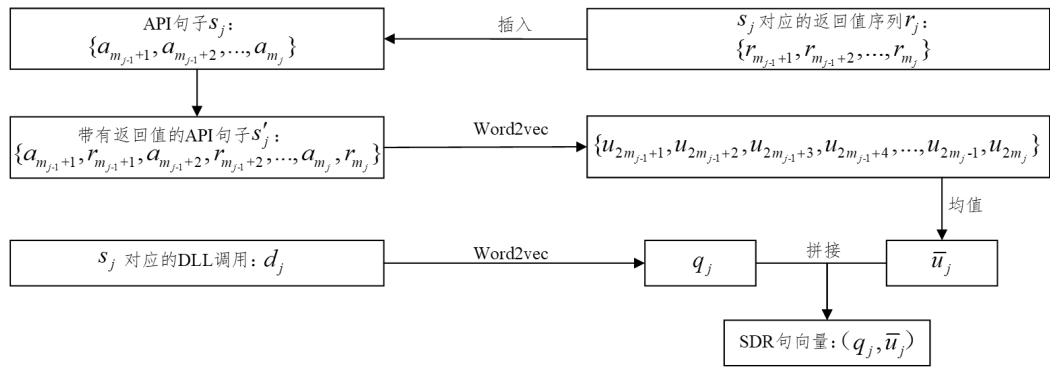 API句子s_j：
{a_{m_{j-1}+1}, a_{m_{j-1}+2}, ..., a_{m_j}}
插入
s_j 对应的返回值序列r_j：
{r_{m_{j-1}+1}, r_{m_{j-1}+2}, ..., r_{m_j}}
带有返回值的API句子s′_j：
{a_{m_{j-1}+1}, r_{m_{j-1}+1}, a_{m_{j-1}+2}, r_{m_{j-1}+2}, ..., a_{m_j}, r_{m_j}}
Word2vec
{u_{2m_{j-1}+1}, u_{2m_{j-1}+2}, u_{2m_{j-1}+3}, u_{2m_{j-1}+4}, ..., u_{2m_j-1}, u_{2m_j}}
均值
s_j 对应的DLL调用：d_j
Word2vec
q_j
拼接
ū_j
SDR句向量：(q_j, ū_j)